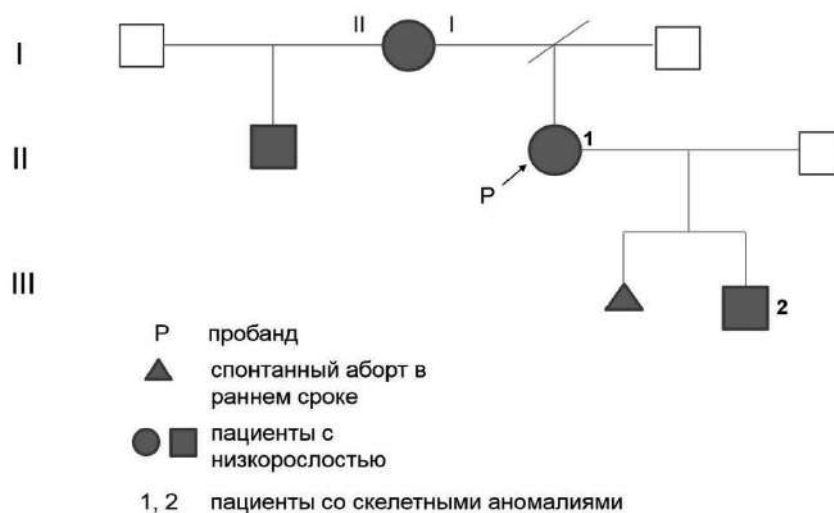 II I
I
1
II
P
III
2
P пробанд
спонтанный аборт в
раннем сроке
пациенты с
низкорослостью
1, 2 пациенты со скелетными аномалиями